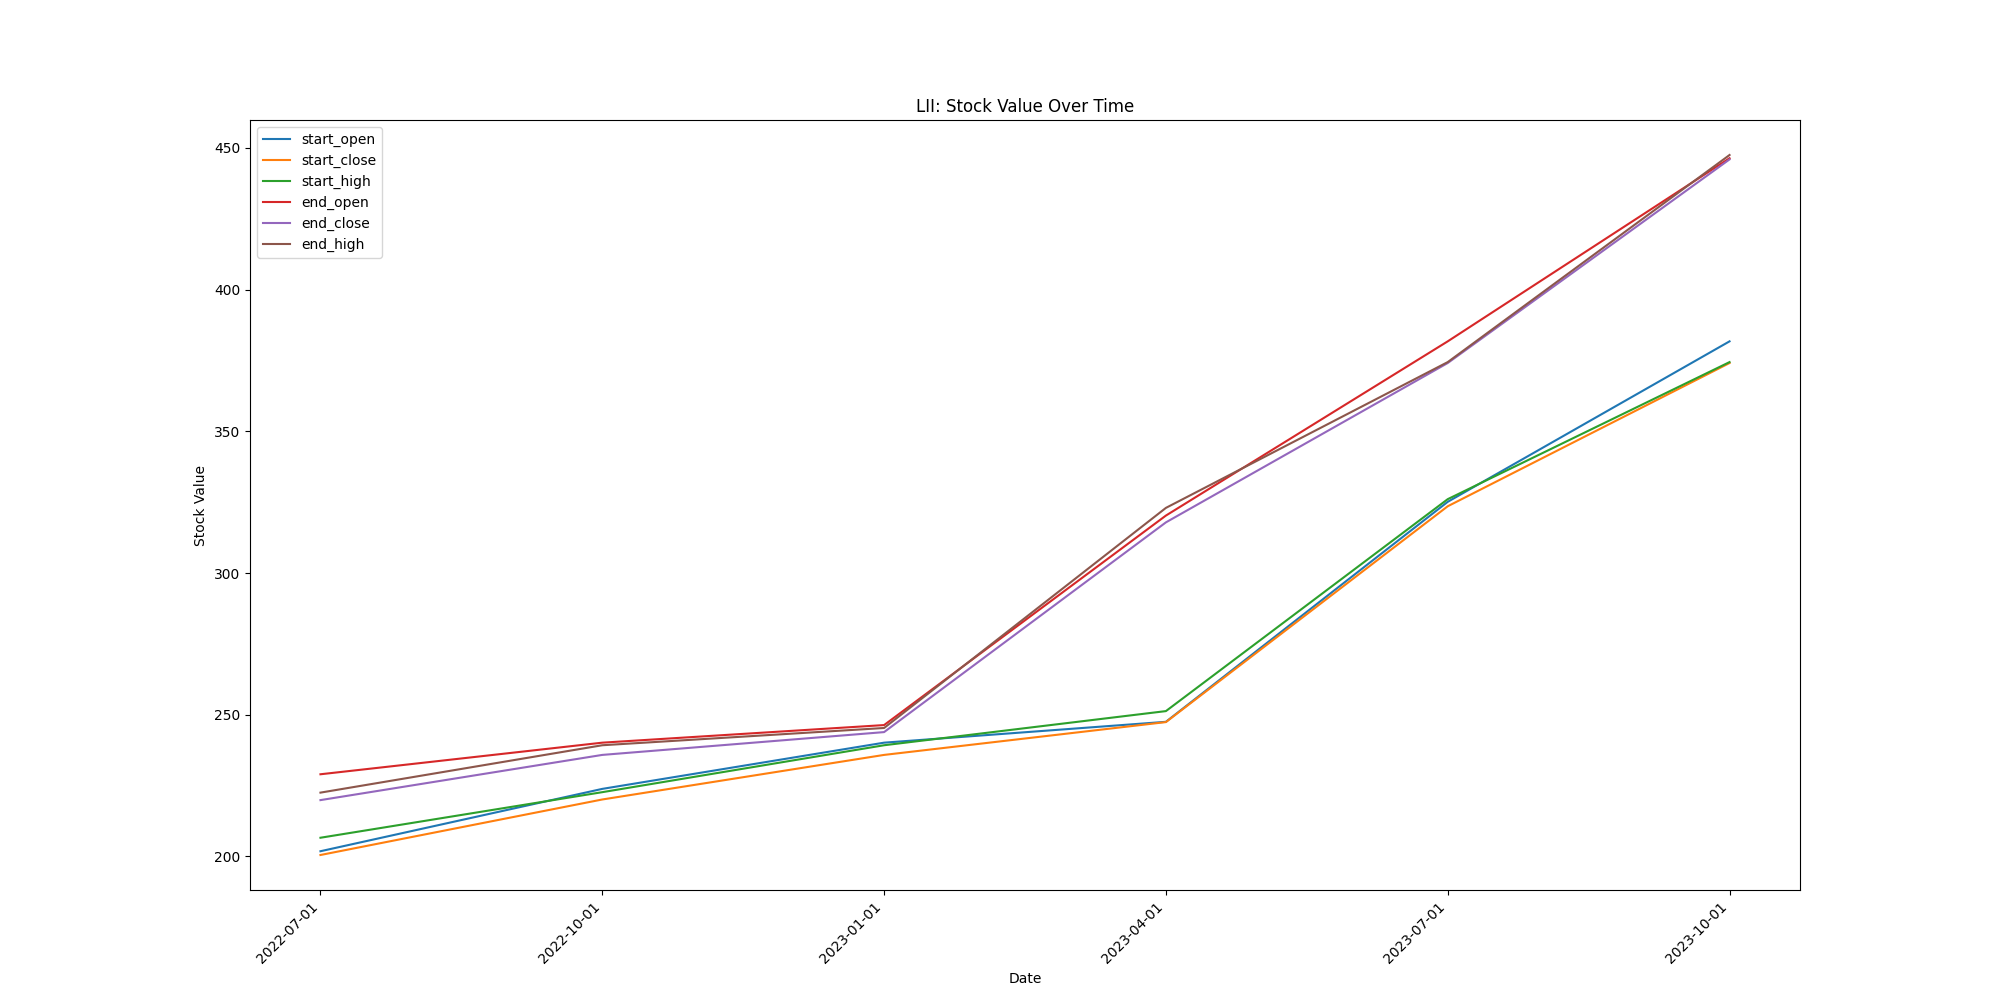 LII: Stock Value Over Time
start_open
start_close
start_high
end_open
end_close
end_high
Stock Value
450
400
350
300
250
200
2022-07-01
2022-10-01
2023-01-01
2023-04-01
2023-07-01
2023-10-01
Date